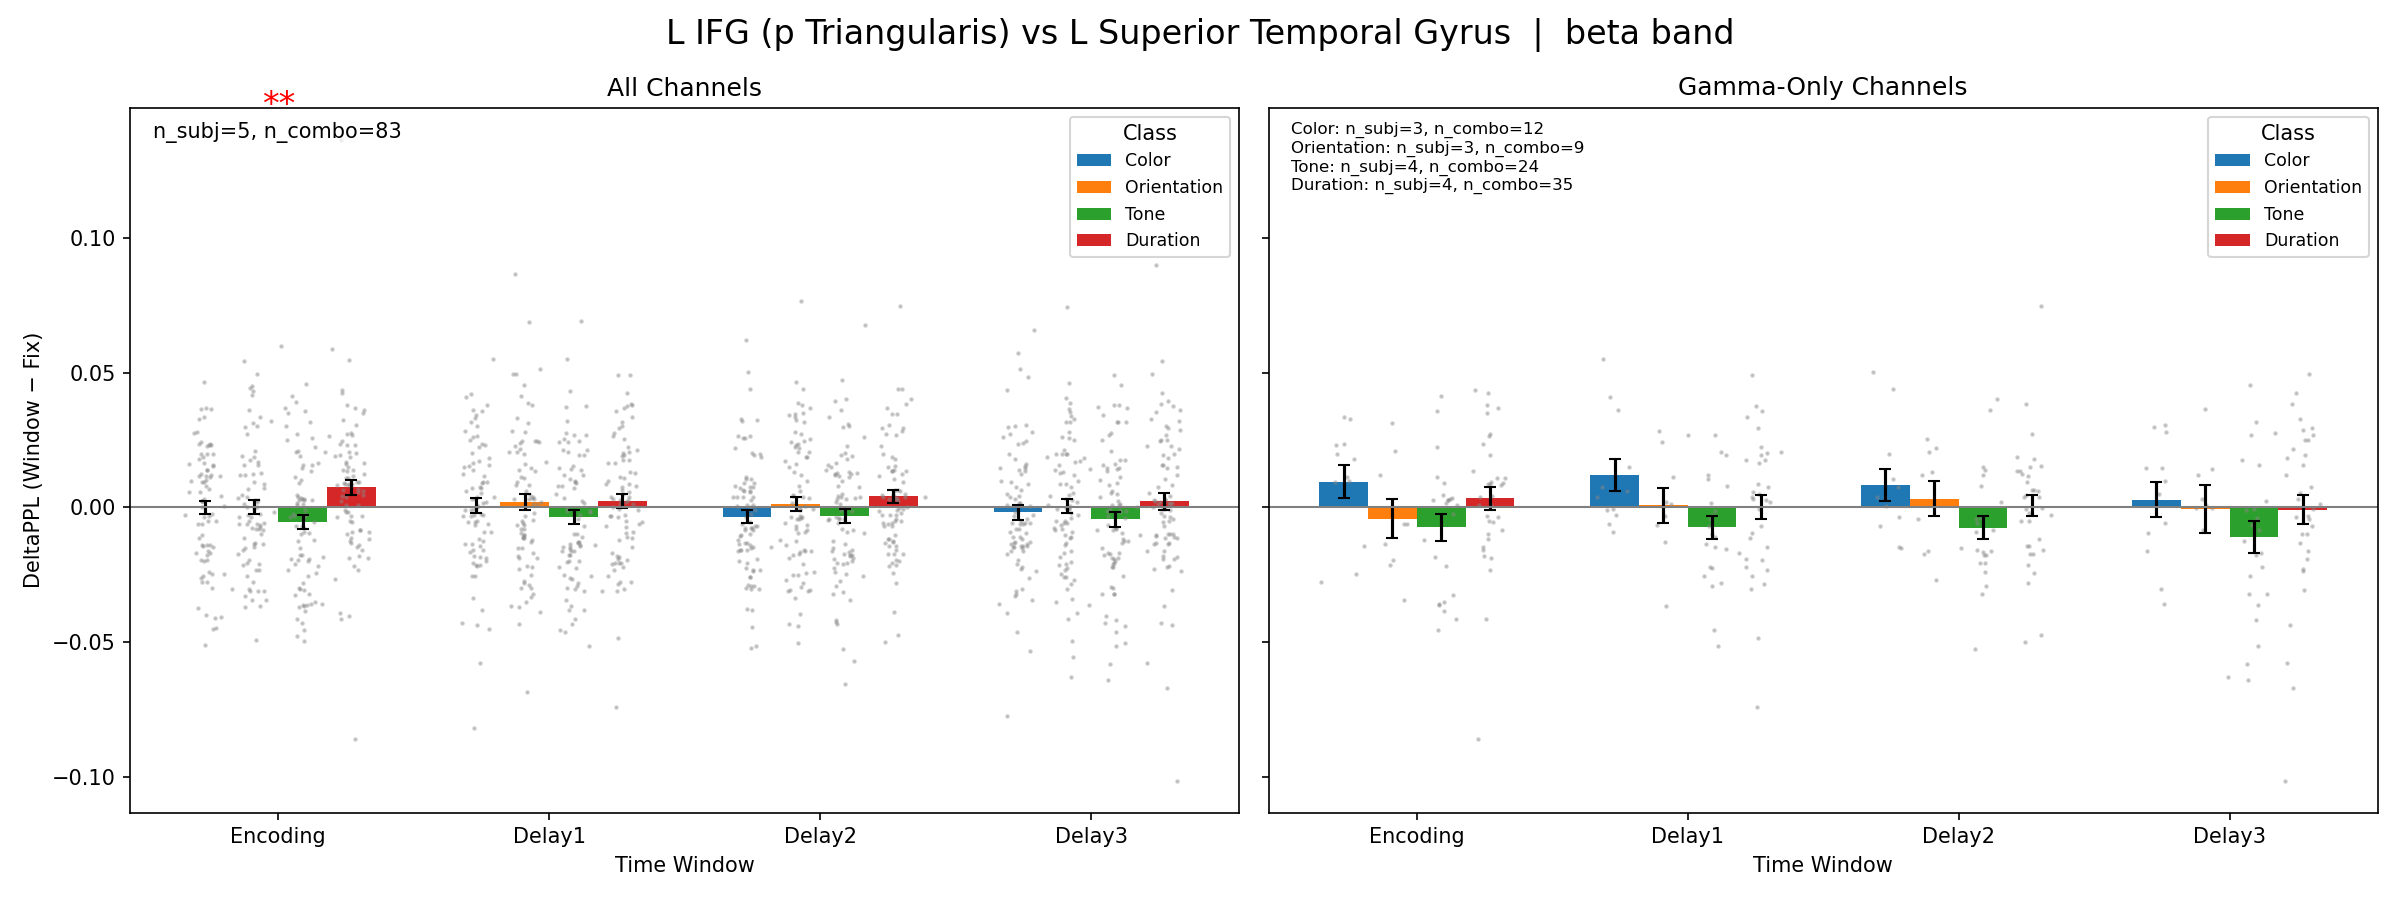 L IFG (p Triangularis) vs L Superior Temporal Gyrus | beta band
All Channels
**
n_subj=5, n_combo=83
Class
Color
Orientation
Tone
Duration
DeltaPPL (Window − Fix)
0.10
0.05
0.00
−0.05
−0.10
Encoding
Delay1
Delay2
Delay3
Time Window
Gamma-Only Channels
Color: n_subj=3, n_combo=12
Orientation: n_subj=3, n_combo=9
Tone: n_subj=4, n_combo=24
Duration: n_subj=4, n_combo=35
Class
Color
Orientation
Tone
Duration
Encoding
Delay1
Delay2
Delay3
Time Window